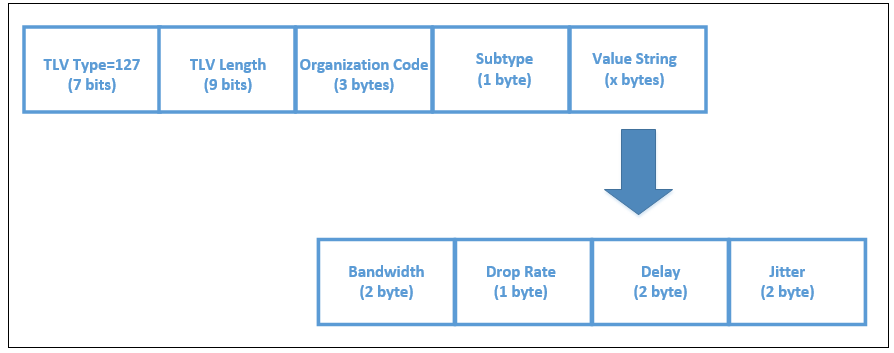 TLV Type=127
(7 bits)
TLV Length
(9 bits)
Organization Code
(3 bytes)
Subtype
(1 byte)
Value String
(x bytes)
Bandwidth
(2 byte)
Drop Rate
(1 byte)
Delay
(2 byte)
Jitter
(2 byte)